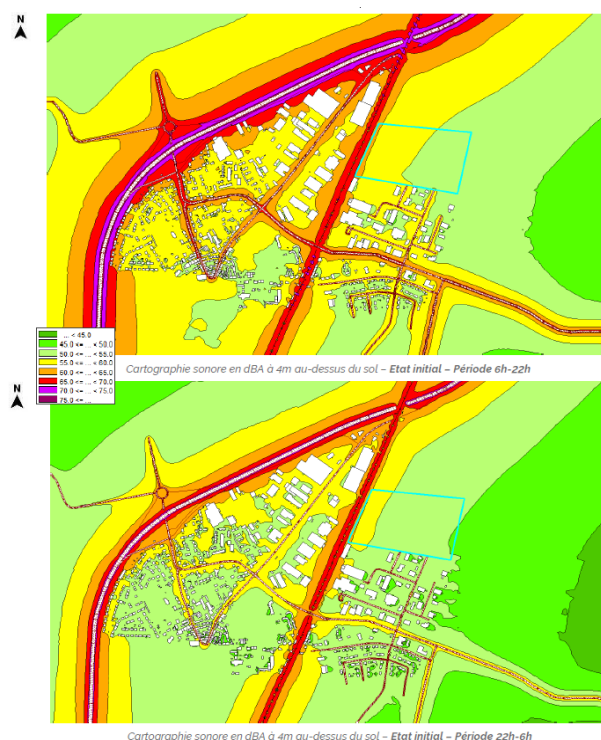 N
... < 45.0
45.0 <= ... < 50.0
50.0 <= ... < 55.0
55.0 <= ... < 60.0
60.0 <= ... < 65.0
65.0 <= ... < 70.0
70.0 <= ... < 75.0
75.0 <= ...
Cartographie sonore en dBA à 4m au-dessus du sol – Etat initial – Période 6h-22h
N
Cartographie sonore en dBA à 4m au-dessus du sol – Etat initial – Période 22h-6h